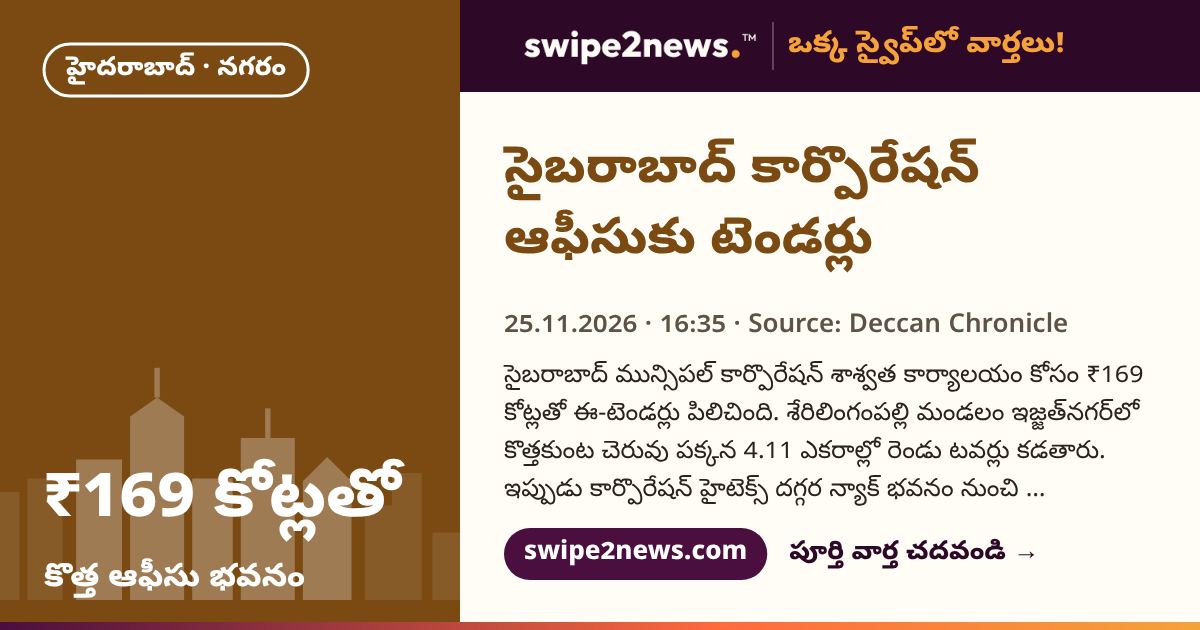 హైదరాబాద్ · నగరం
₹169 కోట్లతో
కొత్త ఆఫీసు భవనం
swipe2news.™ ఒక్క స్వైప్‌లో వార్తలు!
సైబరాబాద్ కార్పొరేషన్
ఆఫీసుకు టెండర్లు
25.11.2026 · 16:35 · Source: Deccan Chronicle
సైబరాబాద్ మున్సిపల్ కార్పొరేషన్ శాశ్వత కార్యాలయం కోసం ₹169
కోట్లతో ఈ-టెండర్లు పిలిచింది. శేరిలింగంపల్లి మండలం ఇజ్జత్‌నగర్‌లో
కొత్తకుంట చెరువు పక్కన 4.11 ఎకరాల్లో రెండు టవర్లు కడతారు.
ఇప్పుడు కార్పొరేషన్ హైటెక్స్ దగ్గర న్యాక్ భవనం నుంచి ...
swipe2news.com పూర్తి వార్త చదవండి →